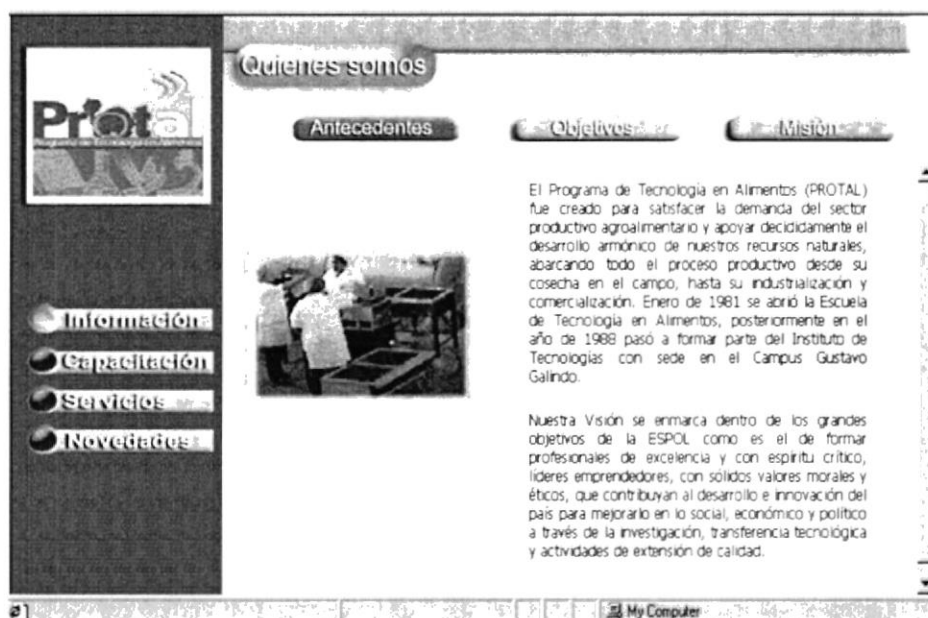 Quienes somos
Protal
Programa de Tecnología en Alimentos
Antecedentes
Objetivos
Misión
Información
Capacitación
Servicios
Novedades
El Programa de Tecnología en Alimentos (PROTAL)
fue creado para satisfacer la demanda del sector
productivo agroalimentario y apoyar decididamente el
desarrollo armónico de nuestros recursos naturales,
abarcando todo el proceso productivo desde su
cosecha en el campo, hasta su industrialización y
comercialización. Enero de 1981 se abrió la Escuela
de Tecnología en Alimentos, posteriormente en el
año de 1988 pasó a formar parte del Instituto de
Tecnologías con sede en el Campus Gustavo
Galindo.
Nuestra Visión se enmarca dentro de los grandes
objetivos de la ESPOL como es el de formar
profesionales de excelencia y con espíritu crítico,
líderes emprendedores, con sólidos valores morales y
éticos, que contribuyan al desarrollo e innovación del
país para mejorarlo en lo social, económico y político
a través de la investigación, transferencia tecnológica
y actividades de extensión de calidad.
My Computer